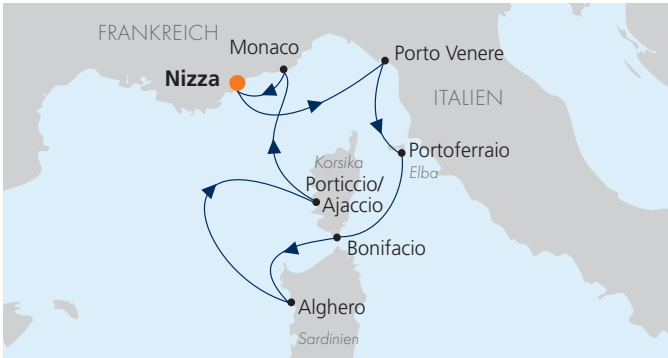 FRANKREICH
Monaco
Nizza
Porto Venere
ITALIEN
Korsika
Portoferraio
Elba
Porticcio/
Ajaccio
Bonifacio
Alghero
Sardinien